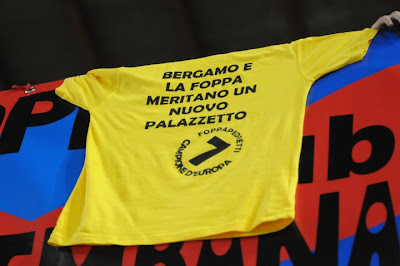 BERGAMO E
LA FOPPA
MERITANO UN
NUOVO
PALAZZETTO
FOPPAPEDRETTI
7
CAMPIONE D'EUROPA